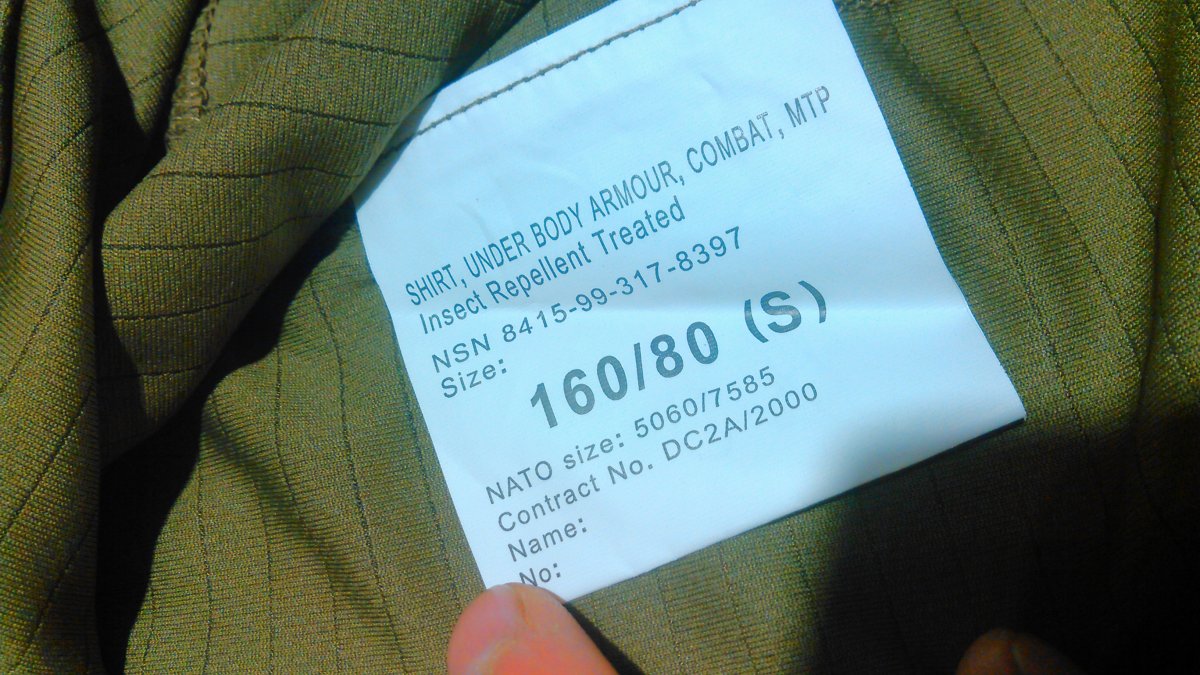 SHIRT, UNDER BODY ARMOUR, COMBAT, MTP
Insect Repellent Treated
NSN 8415-99-317-8397
Size:
160/80 (S)
NATO size: 5060/7585
Contract No. DC2A/2000
Name:
No: